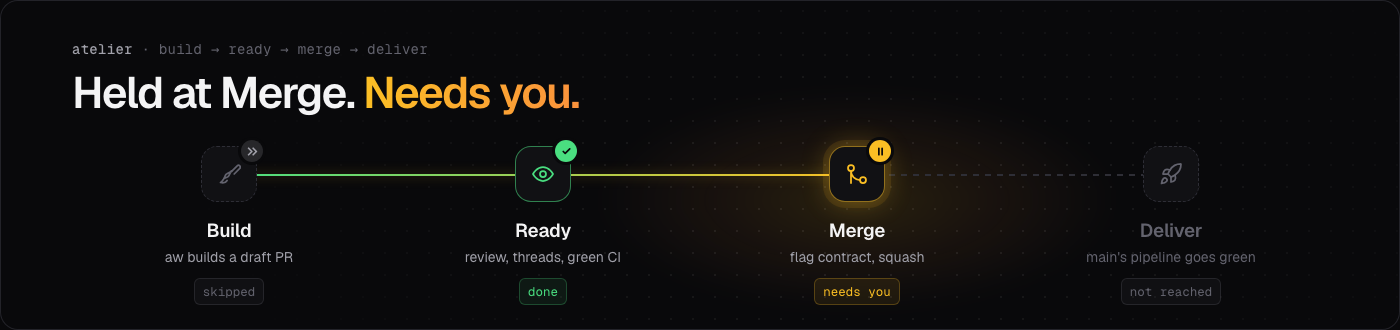 atelier · build → ready → merge → deliver
Held at Merge. Needs you.
Build
aw builds a draft PR
skipped
Ready
review, threads, green CI
done
Merge
flag contract, squash
needs you
Deliver
main's pipeline goes green
not reached